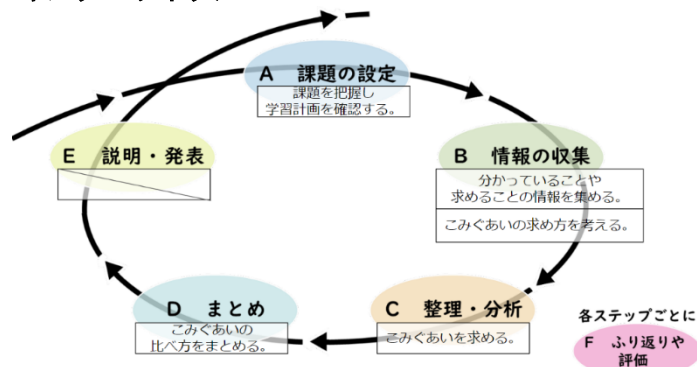 A 課題の設定
課題を把握し
学習計画を確認する。
B 情報の収集
分かっていることや
求めることの情報を集める。
こみぐあいの求め方を考える。
C 整理・分析
こみぐあいを求める。
D まとめ
こみぐあいの
比べ方をまとめる。
E 説明・発表
各ステップごとに
F ふり返りや
評価